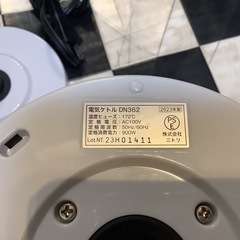 電気ケトル DN362
2023年製
温度ヒューズ：172℃
定格電圧：AC100V
定格周波数：50Hz/60Hz
定格消費電力：900W
Lot.NT.23H01411
PSE
株式会社
ニトリ